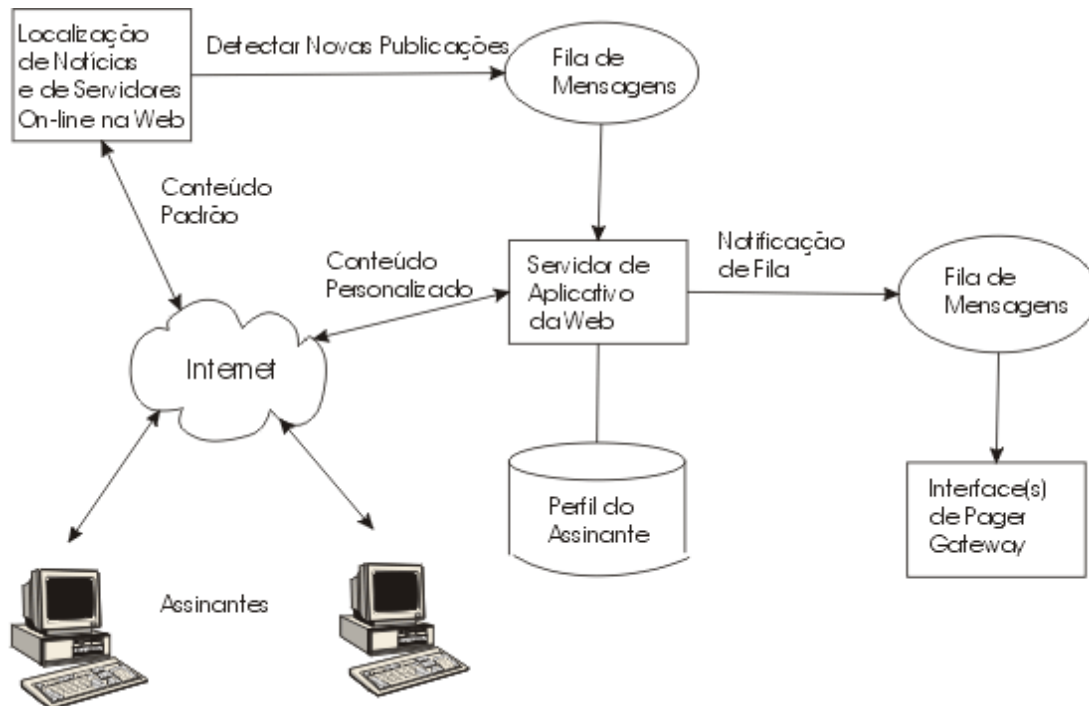 Localização
de Notícias
e de Servidores
On-line na Web
Detectar Novas Publicações
Fila de
Mensagens
Conteúdo
Padrão
Conteúdo
Personalizado
Servidor de
Aplicativo
da Web
Notificação
de Fila
Fila de
Mensagens
Internet
Perfil do
Assinante
Interface(s)
de Pager
Gateway
Assinantes